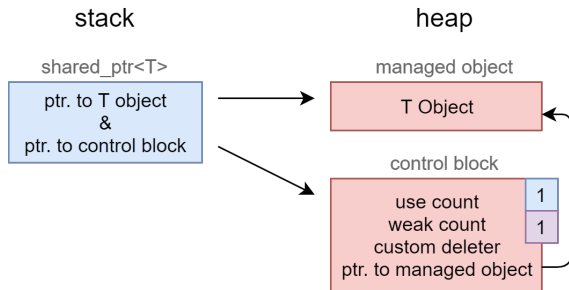 stack
heap
shared_ptr<T>
managed object
ptr. to T object
&
ptr. to control block
T Object
control block
use count
1
weak count
1
custom deleter
ptr. to managed object